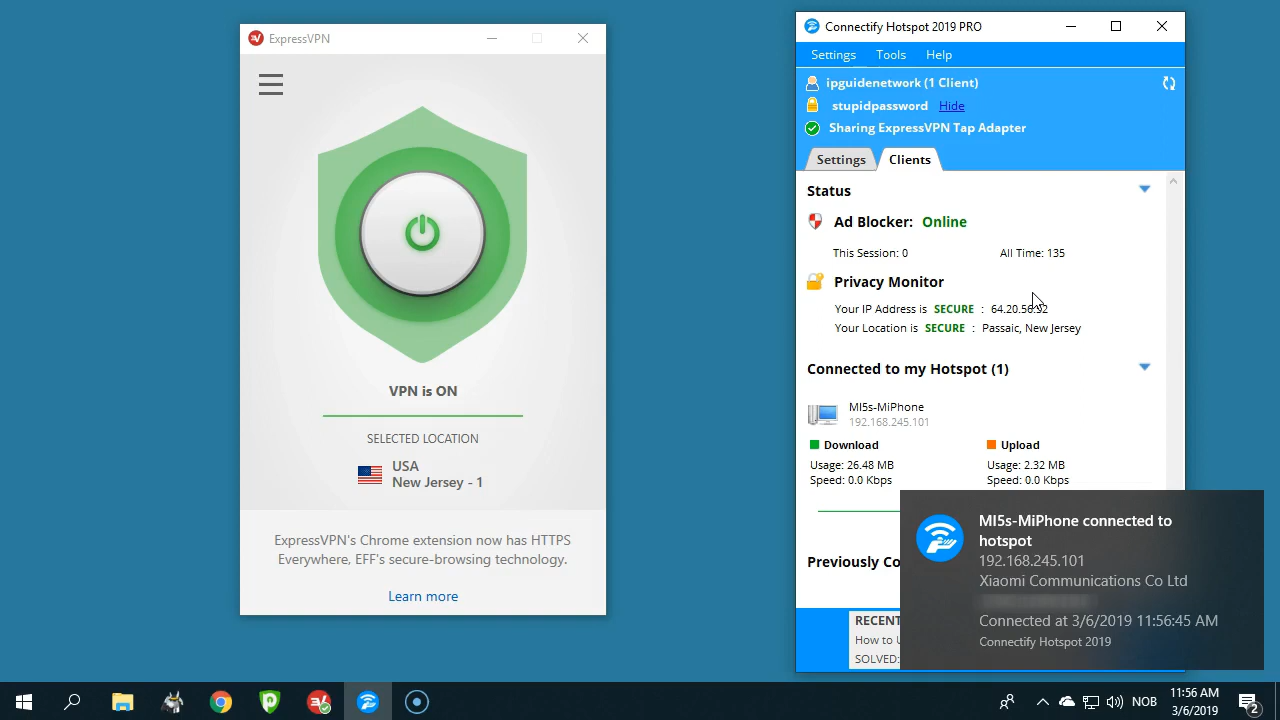 ExpressVPN
VPN is ON
SELECTED LOCATION
USA
New Jersey - 1
ExpressVPN's Chrome extension now has HTTPS
Everywhere, EFF's secure-browsing technology.
Learn more
Connectify Hotspot 2019 PRO
Settings Tools Help
ipguidenetwork (1 Client)
stupidpassword Hide
Sharing ExpressVPN Tap Adapter
Settings Clients
Status
Ad Blocker: Online
This Session: 0 All Time: 135
Privacy Monitor
Your IP Address is SECURE :
Your Location is SECURE : Passaic, New Jersey
Connected to my Hotspot (1)
MI5s-MiPhone
192.168.245.101
Download Upload
Usage: 26.48 MB Usage: 2.32 MB
Speed: 0.0 Kbps Speed: 0.0 Kbps
Previously Co
RECENT
How to U
SOLVED:
MI5s-MiPhone connected to
hotspot
192.168.245.101
Xiaomi Communications Co Ltd
Connected at 3/6/2019 11:56:45 AM
Connectify Hotspot 2019
NOB
11:56 AM
3/6/2019
2